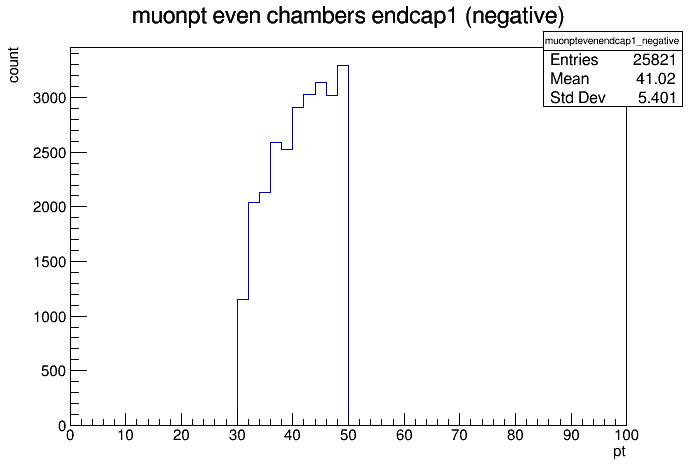 muonpt even chambers endcap1 (negative)
muonptevenendcap1_negative
Entries 25821
Mean 41.02
Std Dev 5.401
count
3000
2500
2000
1500
1000
500
0
0 10 20 30 40 50 60 70 80 90 100
pt